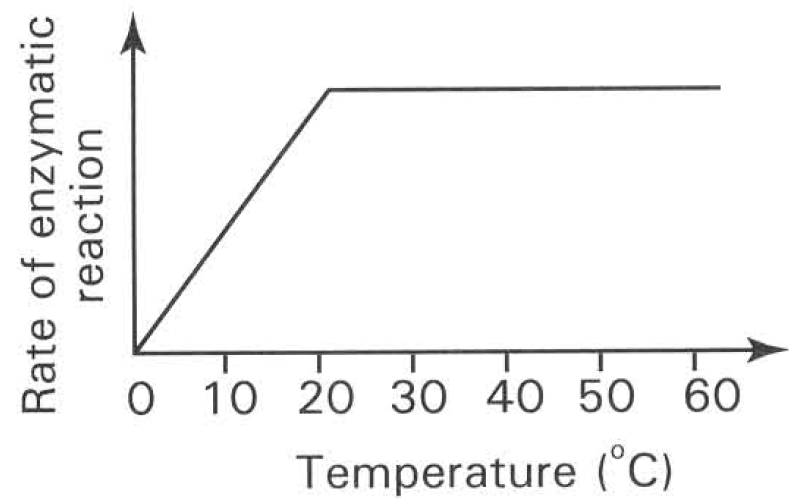 Rate of enzymatic
reaction
0 10 20 30 40 50 60
Temperature (°C)